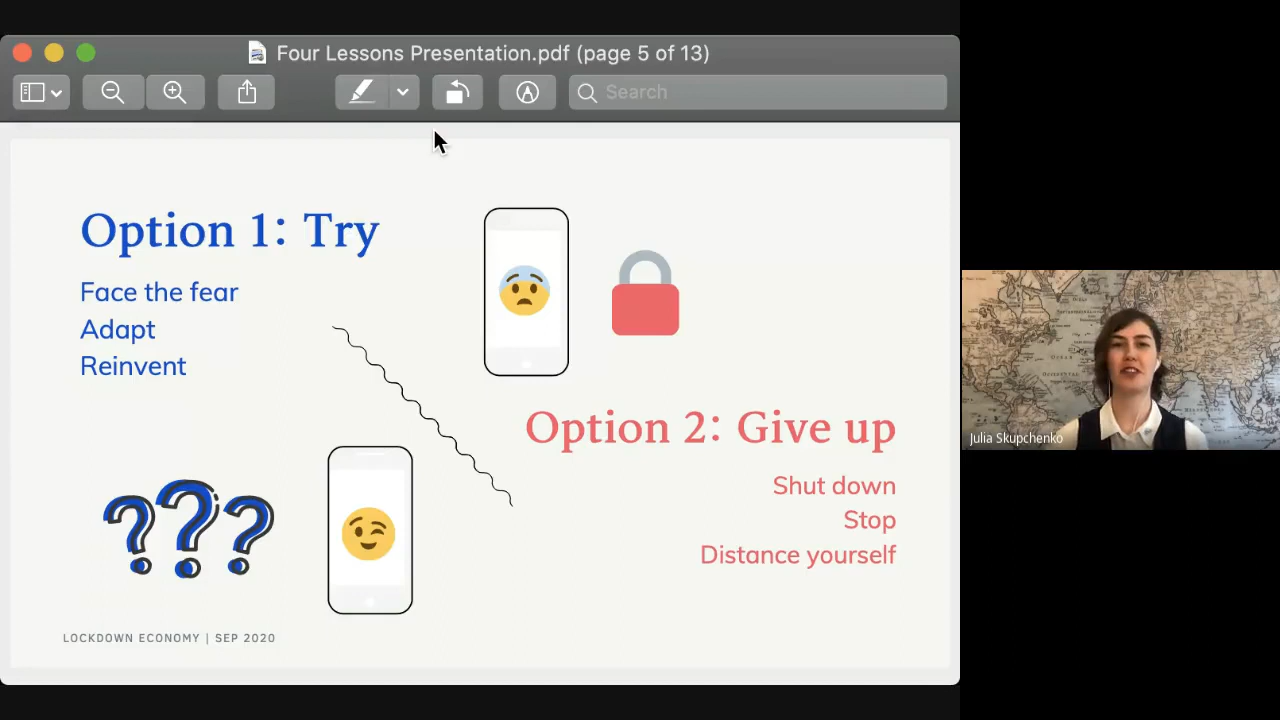 Four Lessons Presentation.pdf (page 5 of 13)
Search
Option 1: Try
Face the fear
Adapt
Reinvent
???
Option 2: Give up
Shut down
Stop
Distance yourself
LOCKDOWN ECONOMY | SEP 2020
Julia Skupchenko